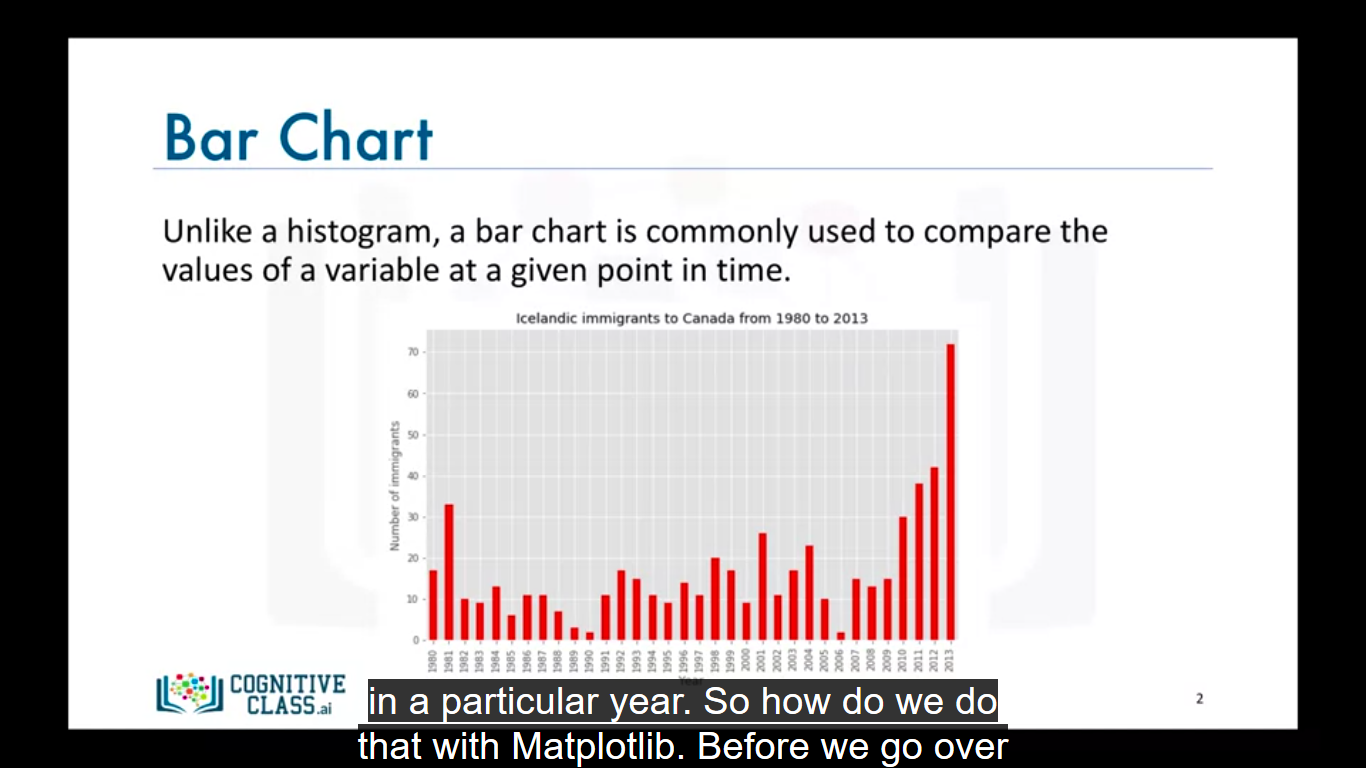 Bar Chart
Unlike a histogram, a bar chart is commonly used to compare the
values of a variable at a given point in time.
Icelandic immigrants to Canada from 1980 to 2013
Number of immigrants
70
60
50
40
30
20
10
0
1980 1981 1982 1983 1984 1985 1986 1987 1988 1989 1990 1991 1992 1993 1994 1995 1996 1997 1998 1999 2000 2001 2002 2003 2004 2005 2006 2007 2008 2009 2010 2011 2012 2013
Year
COGNITIVE
CLASS.ai
2
in a particular year. So how do we do
that with Matplotlib. Before we go over